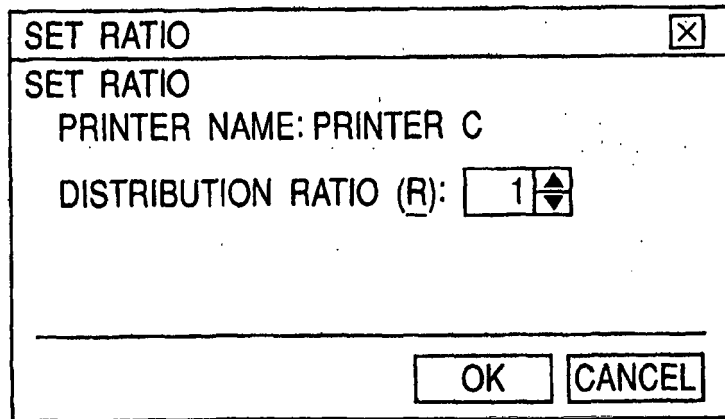 SET RATIO
SET RATIO
PRINTER NAME: PRINTER C
DISTRIBUTION RATIO (R): 1
OK CANCEL